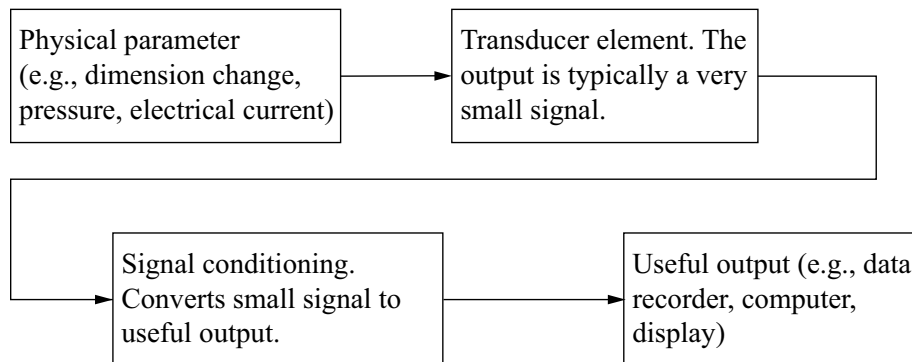 Physical parameter
(e.g., dimension change,
pressure, electrical current)
Transducer element. The
output is typically a very
small signal.
Signal conditioning.
Converts small signal to
useful output.
Useful output (e.g., data
recorder, computer,
display)